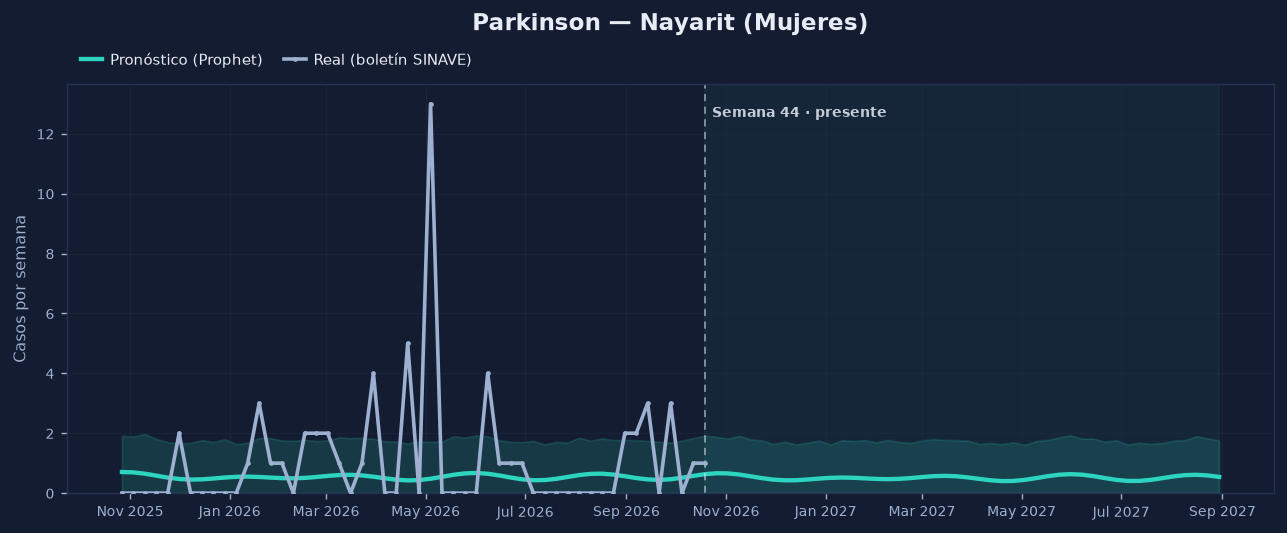 Parkinson — Nayarit (Mujeres)
Pronóstico (Prophet)
Real (boletín SINAVE)
Semana 44 · presente
Casos por semana
12
10
8
6
4
2
0
Nov 2025
Jan 2026
Mar 2026
May 2026
Jul 2026
Sep 2026
Nov 2026
Jan 2027
Mar 2027
May 2027
Jul 2027
Sep 2027